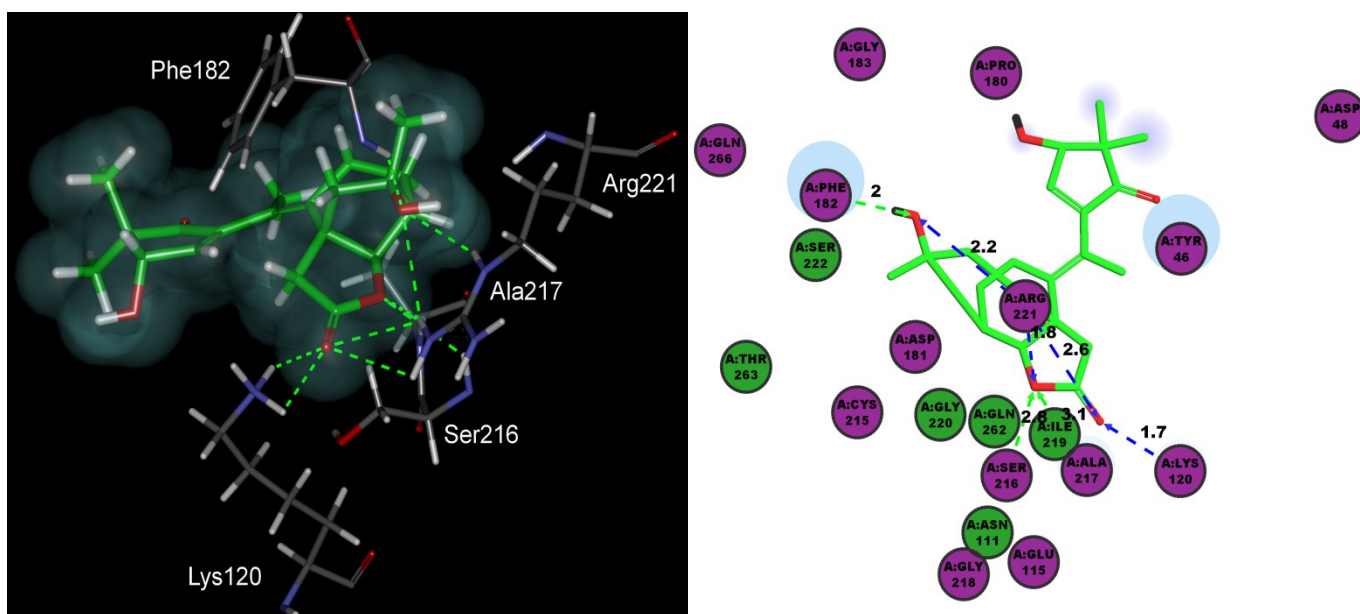 Phe182
Arg221
Ala217
Ser216
Lys120
A:GLY
183
A:PRO
180
A:ASP
48
A:GLN
266
A:PHE
182
2
A:SER
222
2.2
A:TYR
46
A:ARG
221
1.8
2.6
A:ASP
181
A:THR
263
A:CYS
215
A:GLY
220
A:GLN
262
2.8
3.1
A:ILE
219
1.7
A:SER
216
A:ALA
217
A:LYS
120
A:ASN
111
A:GLY
218
A:GLU
115